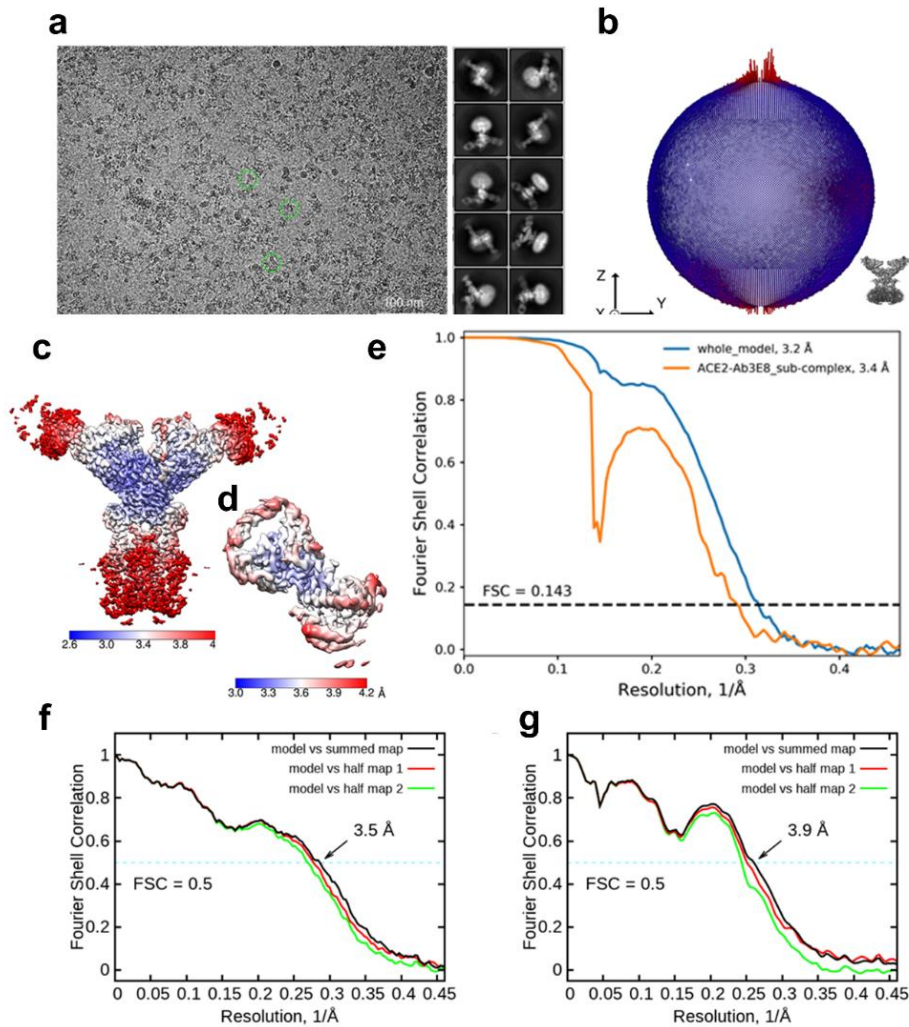 a
b
100 nm
Z
X
Y
c
d
e
2.6 3.0 3.4 3.8 4
3.0 3.3 3.6 3.9 4.2 Å
1.0
0.8
0.6
0.4
0.2
0.0
Fourier Shell Correlation
whole_model, 3.2 Å
ACE2-Ab3E8_sub-complex, 3.4 Å
FSC = 0.143
0.0 0.1 0.2 0.3 0.4
Resolution, 1/Å
f
1
0.8
0.6
0.4
0.2
0
Fourier Shell Correlation
model vs summed map
model vs half map 1
model vs half map 2
3.5 Å
FSC = 0.5
0 0.05 0.15 0.2 0.25 0.3 0.35 0.4 0.45
Resolution, 1/Å
g
1
0.8
0.6
0.4
0.2
0
Fourier Shell Correlation
model vs summed map
model vs half map 1
model vs half map 2
3.9 Å
FSC = 0.5
0 0.05 0.15 0.2 0.25 0.3 0.35 0.4 0.45
Resolution, 1/Å